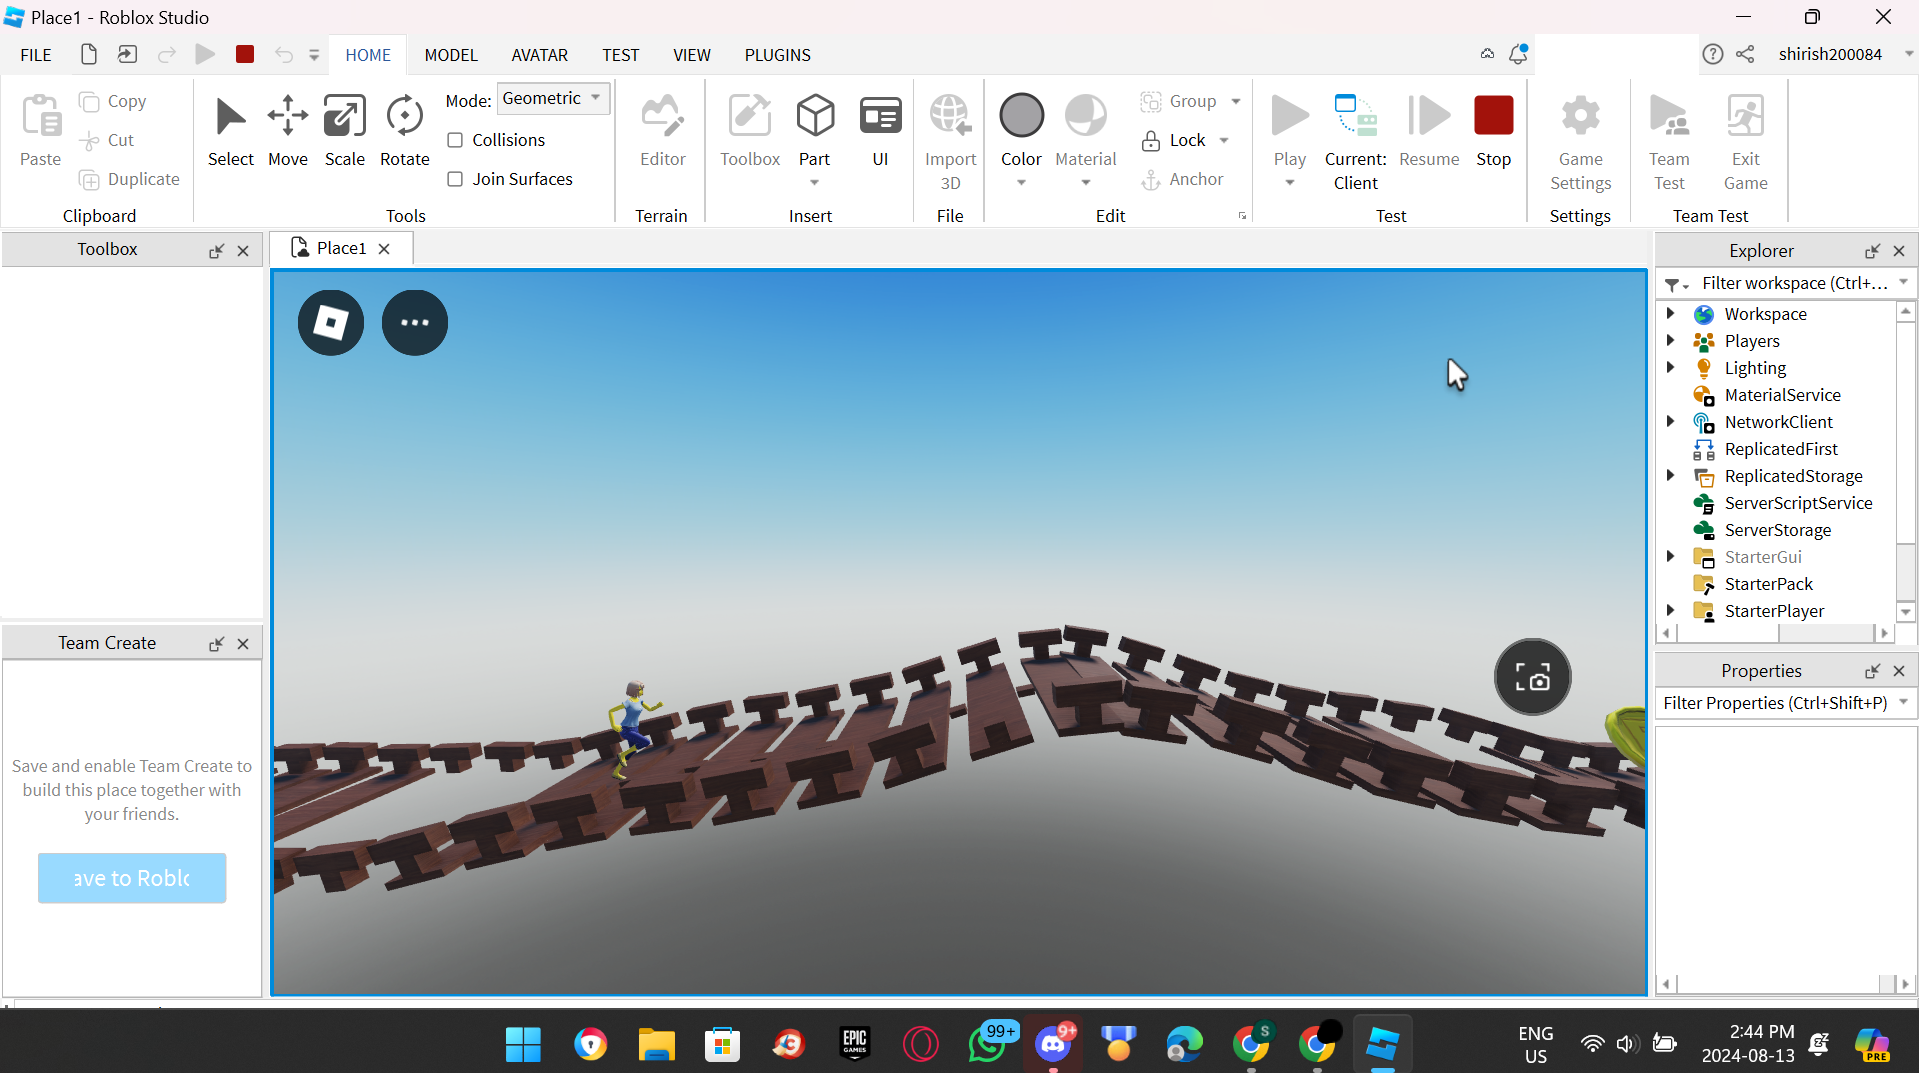 Place1 - Roblox Studio
FILE
HOME
MODEL
AVATAR
TEST
VIEW
PLUGINS
shirish200084
Paste
Copy
Cut
Duplicate
Clipboard
Select
Move
Scale
Rotate
Mode:
Geometric
Collisions
Join Surfaces
Tools
Editor
Terrain
Toolbox
Part
UI
Insert
Import
3D
File
Color
Material
Group
Lock
Anchor
Edit
Play
Current:
Client
Resume
Stop
Test
Game
Settings
Settings
Team
Test
Exit
Game
Team Test
Toolbox
Place1
Explorer
Filter workspace (Ctrl+...
Workspace
Players
Lighting
MaterialService
NetworkClient
ReplicatedFirst
ReplicatedStorage
ServerScriptService
ServerStorage
StarterGui
StarterPack
StarterPlayer
Team Create
Save and enable Team Create to
build this place together with
your friends.
ave to Roblo
Properties
Filter Properties (Ctrl+Shift+P)
EPIC
GAMES
99+
9+
S
ENG
US
2:44 PM
2024-08-13
PRE